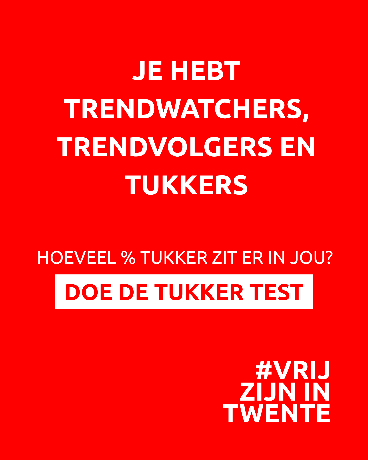 JE HEBT
TRENDWATCHERS,
TRENDVOLGERS EN
TUKKERS
HOEVEEL % TUKKER ZIT ER IN JOU?
DOE DE TUKKER TEST
#VRIJ
ZIJN IN
TWENTE